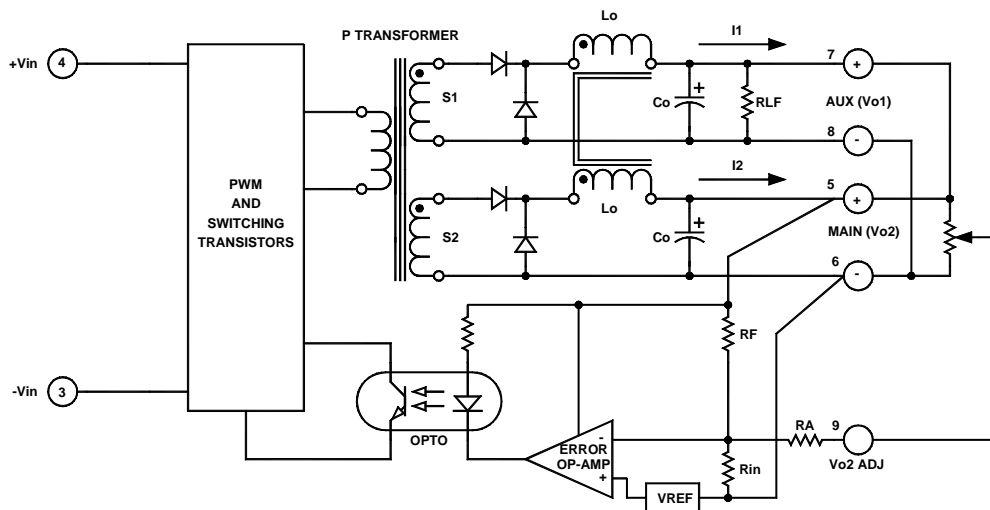 Lo
I1
7
P TRANSFORMER
+Vin
4
+
+
S1
Co
RLF
AUX (Vo1)
8
-
I2
5
PWM
AND
SWITCHING
TRANSISTORS
+
S2
Lo
+
Co
MAIN (Vo2)
6
-
RF
-Vin
3
OPTO
ERROR
OP-AMP
-
+
RA
9
Rin
Vo2 ADJ
VREF